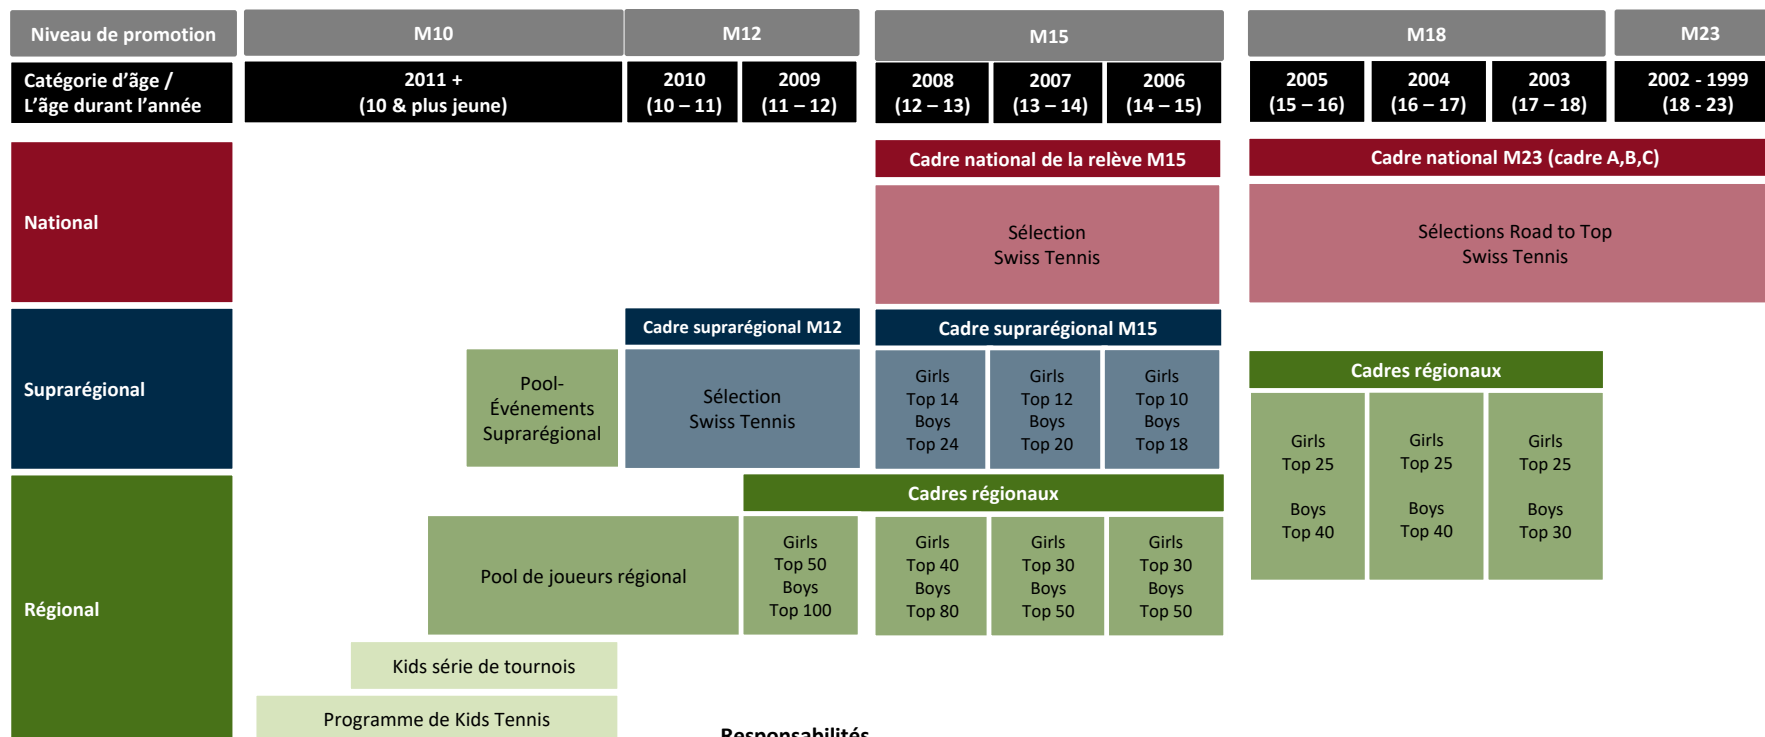 Niveau de promotion
M10
M12
M15
M18
M23
Catégorie d'ãge /
L'ãge durant l'année
2011 +
(10 & plus jeune)
2010
(10 – 11)
2009
(11 – 12)
2008
(12 – 13)
2007
(13 – 14)
2006
(14 – 15)
2005
(15 – 16)
2004
(16 – 17)
2003
(17 – 18)
2002 - 1999
(18 - 23)
National
Cadre national de la relève M15
Sélection
Swiss Tennis
Cadre national M23 (cadre A,B,C)
Sélections Road to Top
Swiss Tennis
Suprarégional
Pool-
Événements
Suprarégional
Cadre suprarégional M12
Sélection
Swiss Tennis
Cadre suprarégional M15
Girls
Top 14
Boys
Top 24
Girls
Top 12
Boys
Top 20
Girls
Top 10
Boys
Top 18
Cadres régionaux
Girls
Top 25
Boys
Top 40
Girls
Top 25
Boys
Top 40
Girls
Top 25
Boys
Top 30
Régional
Cadres régionaux
Pool de joueurs régional
Girls
Top 50
Boys
Top 100
Girls
Top 40
Boys
Top 80
Girls
Top 30
Boys
Top 50
Girls
Top 30
Boys
Top 50
Kids série de tournois
Programme de Kids Tennis
Responsabilités